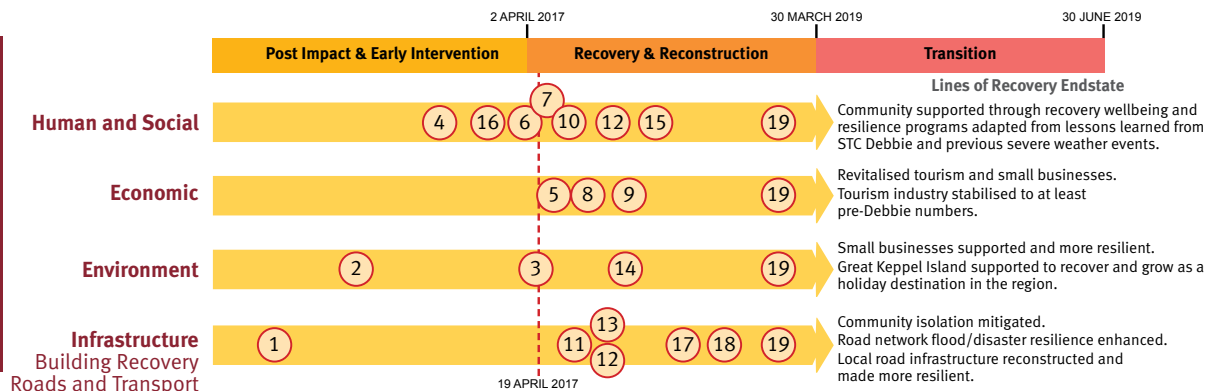 2 APRIL 2017
30 MARCH 2019
30 JUNE 2019
Post Impact & Early Intervention
Recovery & Reconstruction
Transition
Lines of Recovery Endstate
Human and Social
4
16
6
7
10
12
15
19
Community supported through recovery wellbeing and
resilience programs adapted from lessons learned from
STC Debbie and previous severe weather events.
Economic
5
8
9
19
Revitalised tourism and small businesses.
Tourism industry stabilised to at least
pre-Debbie numbers.
Environment
2
3
14
19
Small businesses supported and more resilient.
Great Keppel Island supported to recover and grow as a
holiday destination in the region.
Infrastructure
Building Recovery
Roads and Transport
1
11
13
12
17
18
19
Community isolation mitigated.
Road network flood/disaster resilience enhanced.
Local road infrastructure reconstructed and
made more resilient.
19 APRIL 2017